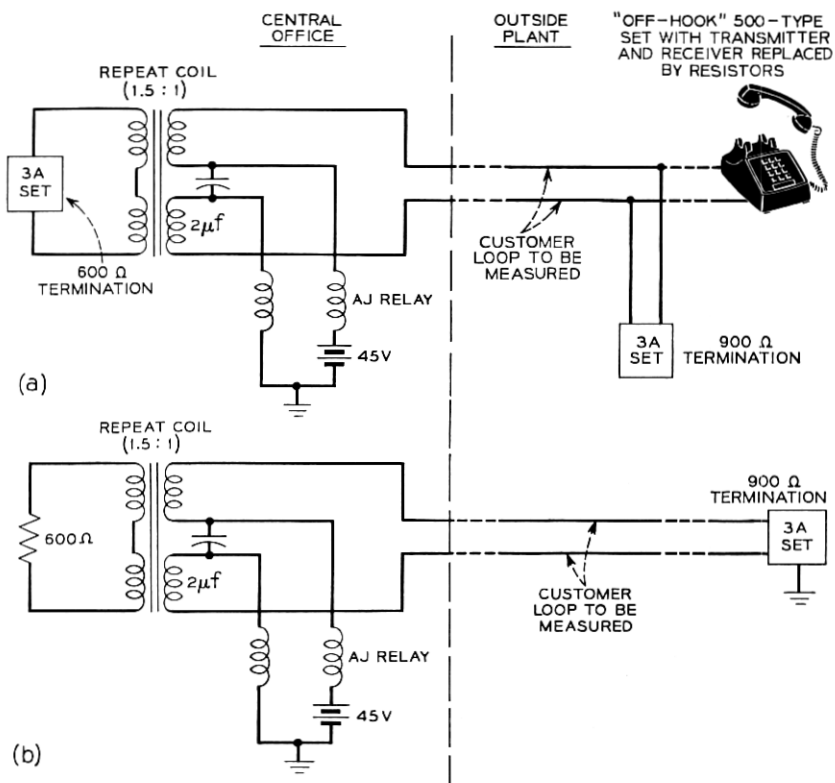 CENTRAL
OFFICE
OUTSIDE
PLANT
"OFF-HOOK" 500-TYPE
SET WITH TRANSMITTER
AND RECEIVER REPLACED
BY RESISTORS
REPEAT COIL
(1.5 : 1)
3A
SET
2μf
600 Ω
TERMINATION
CUSTOMER
LOOP TO BE
MEASURED
AJ RELAY
45V
3A
SET
900 Ω
TERMINATION
(a)
REPEAT COIL
(1.5 : 1)
600Ω
2μf
900 Ω
TERMINATION
3A
SET
CUSTOMER
LOOP TO BE
MEASURED
AJ RELAY
45V
(b)